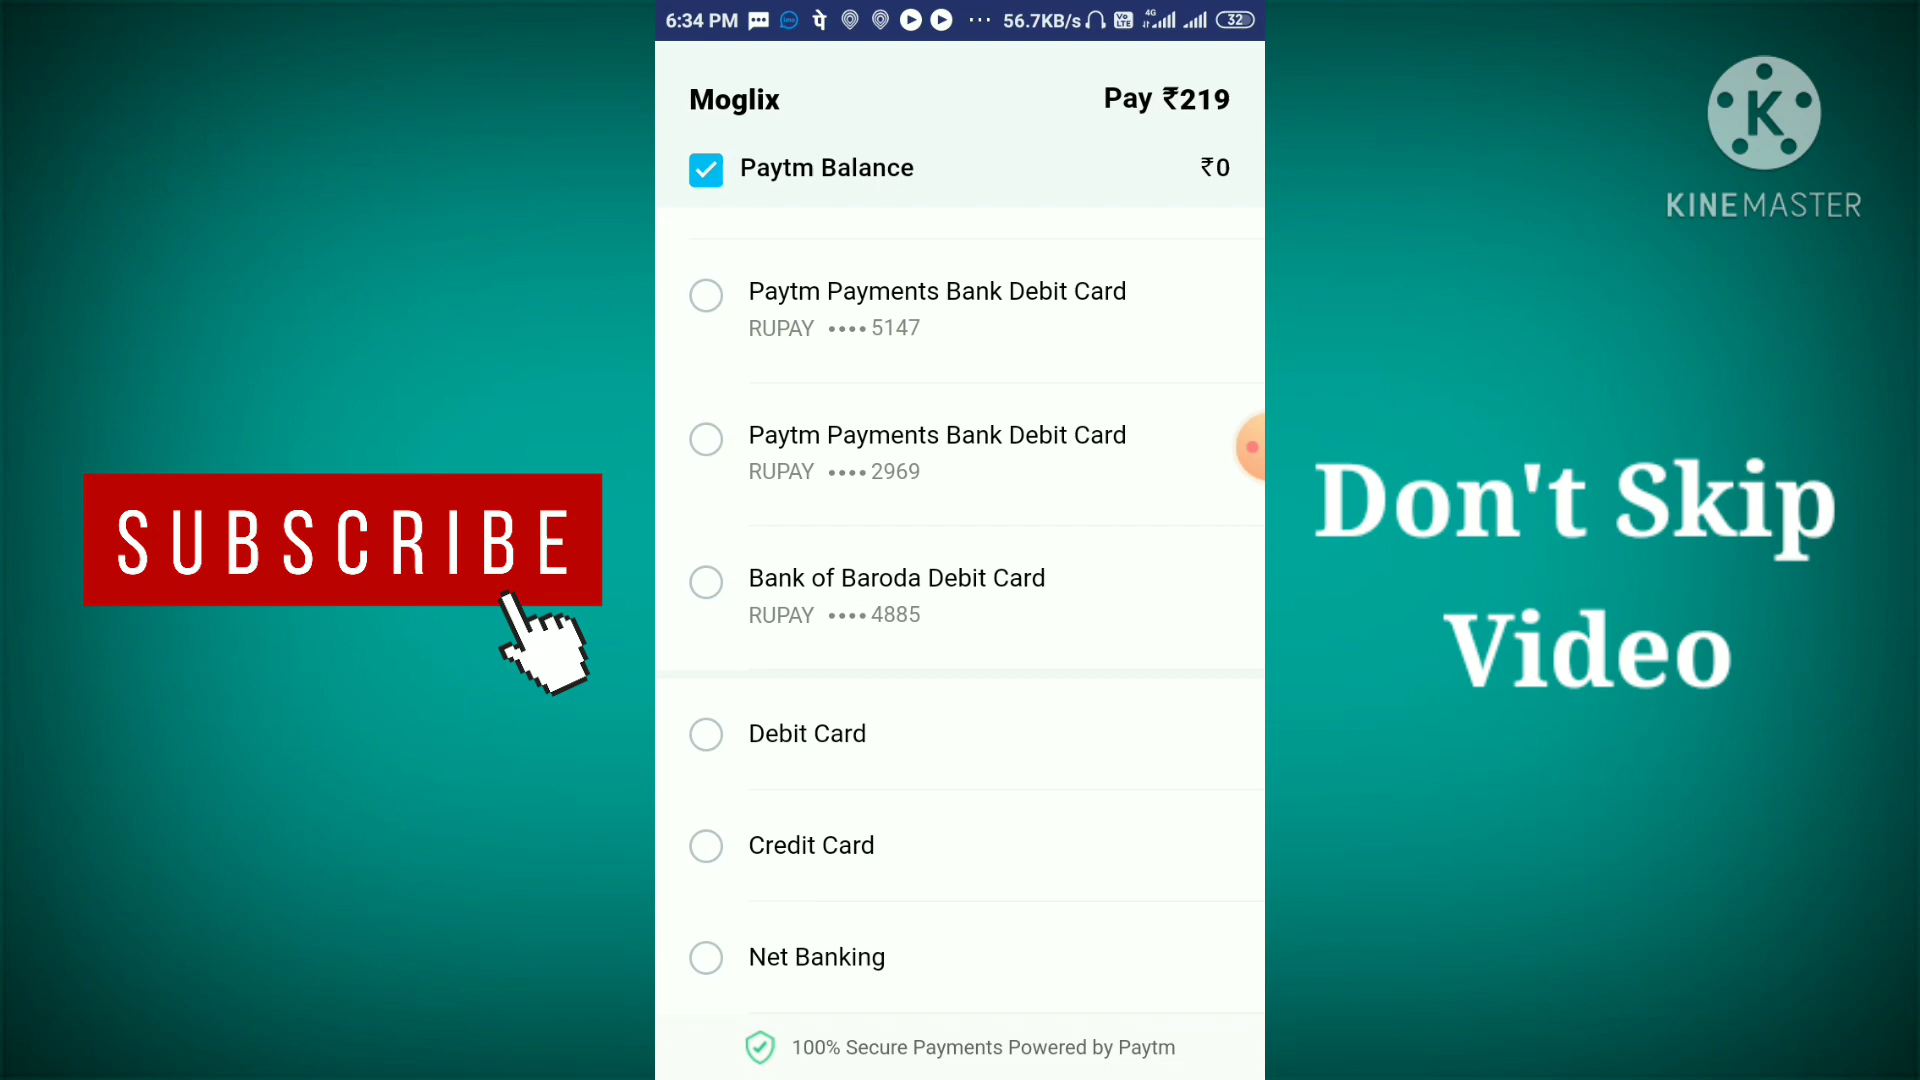 6:34 PM
56.7KB/s
4G
32
Moglix
Pay ₹219
Paytm Balance
₹0
Paytm Payments Bank Debit Card
RUPAY •••• 5147
Paytm Payments Bank Debit Card
RUPAY •••• 2969
Bank of Baroda Debit Card
RUPAY •••• 4885
Debit Card
Credit Card
Net Banking
100% Secure Payments Powered by Paytm
SUBSCRIBE
K
KINEMASTER
Don't Skip
Video